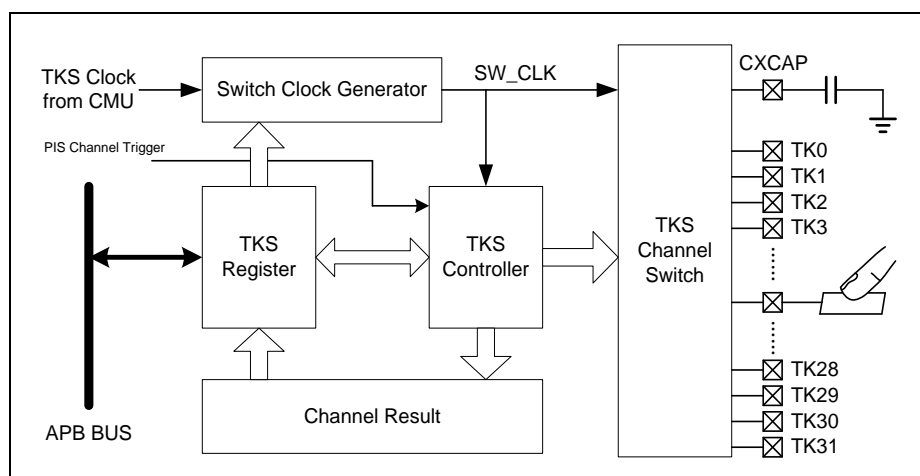 CXCAP
TKS Clock
from CMU
Switch Clock Generator
SW_CLK
PIS Channel Trigger
TK0
TK1
TK2
TK3
TKS
Register
TKS
Controller
TKS
Channel
Switch
TK28
TK29
TK30
TK31
Channel Result
APB BUS